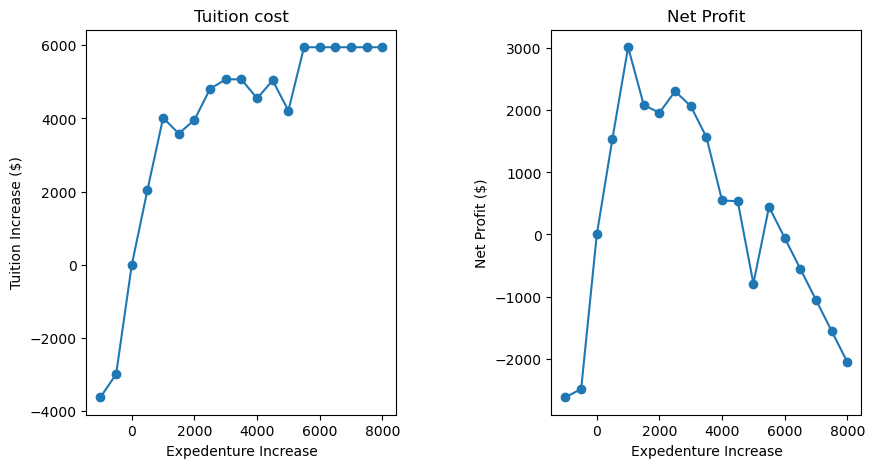 Tuition cost
Tuition Increase ($)
6000
4000
2000
0
−2000
−4000
0 2000 4000 6000 8000
Expedenture Increase
Net Profit
Net Profit ($)
3000
2000
1000
0
−1000
−2000
0 2000 4000 6000 8000
Expedenture Increase